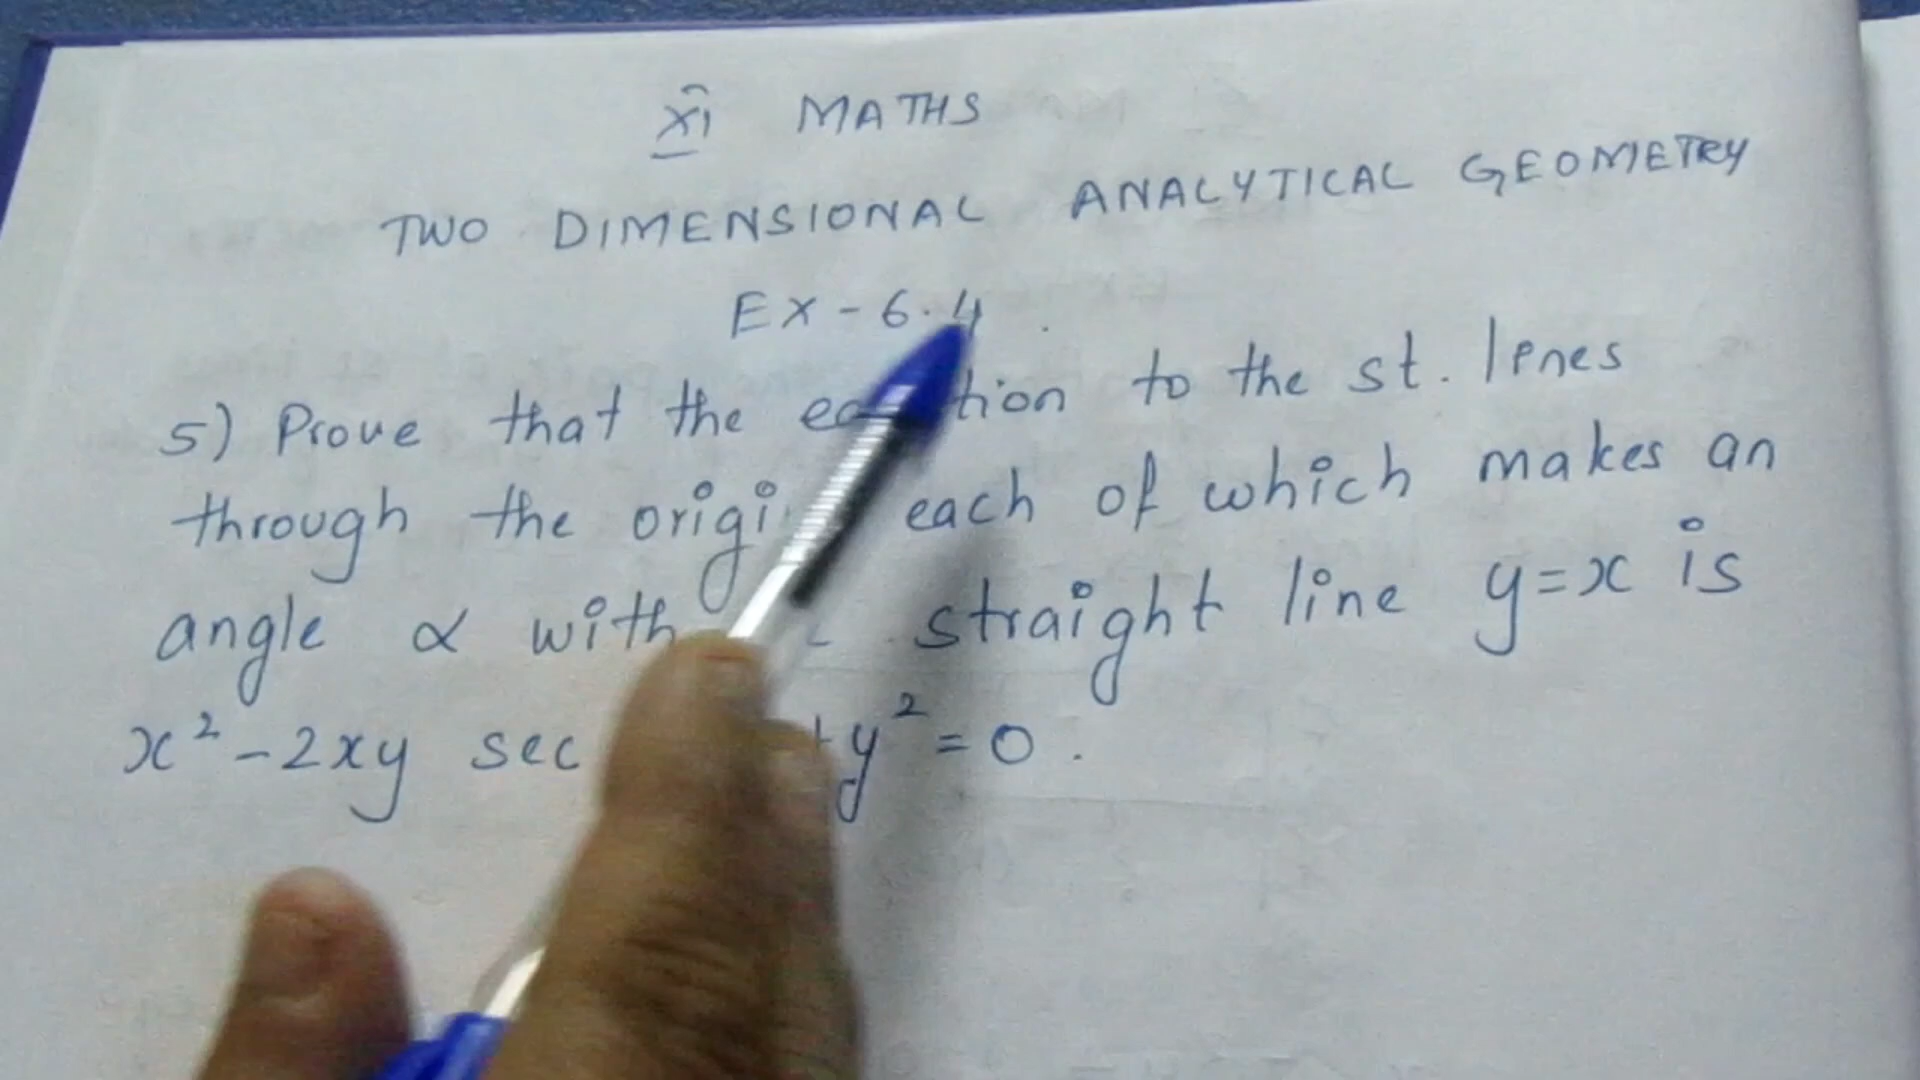 XI MATHS
TWO DIMENSIONAL ANALYTICAL GEOMETRY
EX - 6.4
5) Prove that the to the st. lines
through the each of which makes an
angle α with straight line y=x is
x² - 2xy sec + y² = 0.